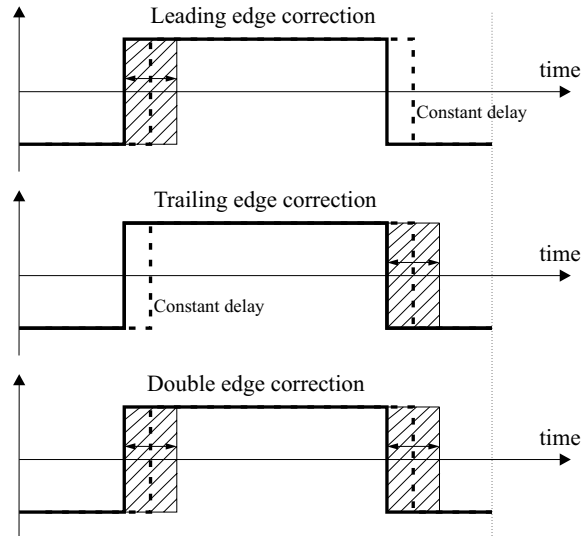 Leading edge correction
time
Constant delay
Trailing edge correction
time
Constant delay
Double edge correction
time